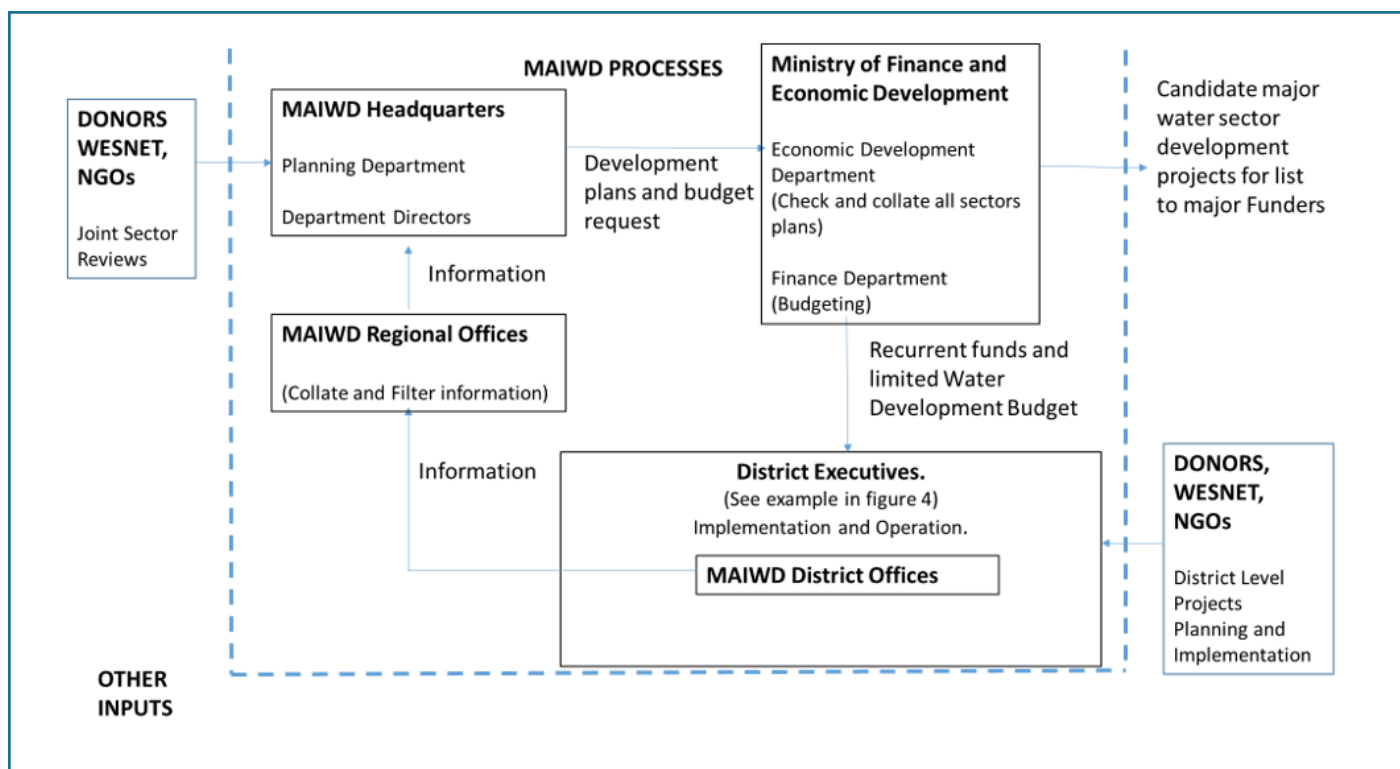 MAIWD PROCESSES
DONORS
WESNET,
NGOs
Joint Sector
Reviews
MAIWD Headquarters
Planning Department
Department Directors
Development
plans and budget
request
Ministry of Finance and
Economic Development
Economic Development
Department
(Check and collate all sectors
plans)
Finance Department
(Budgeting)
Candidate major
water sector
development
projects for list
to major Funders
Information
MAIWD Regional Offices
(Collate and Filter information)
Recurrent funds and
limited Water
Development Budget
Information
District Executives.
(See example in figure 4)
Implementation and Operation.
MAIWD District Offices
DONORS,
WESNET,
NGOs
District Level
Projects
Planning and
Implementation
OTHER
INPUTS